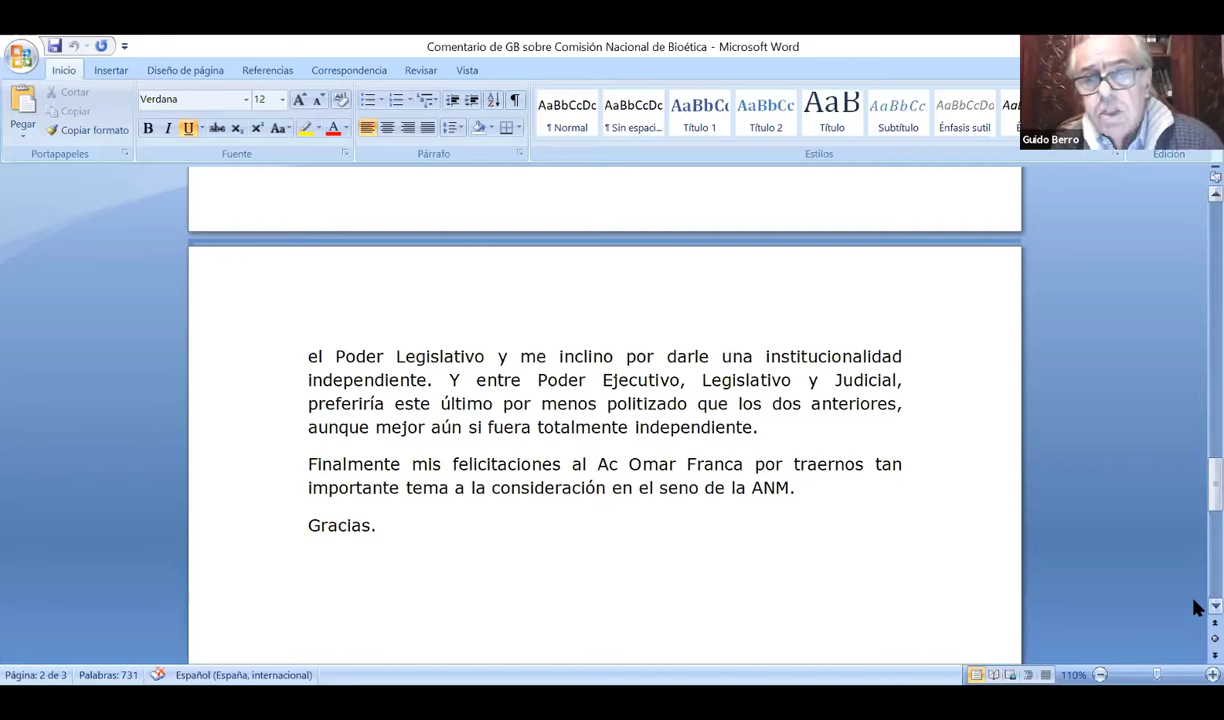 Comentario de GB sobre Comisión Nacional de Bioética - Microsoft Word
Inicio
Insertar
Diseño de página
Referencias
Correspondencia
Revisar
Vista
Pegar
Cortar
Copiar
Copiar formato
Portapapeles
Verdana
12
Fuente
Párrafo
AaBbCcDc
¶ Normal
AaBbCcDc
¶ Sin espaci...
AaBbCc
Título 1
AaBbCc
Título 2
AaB
Título
AaBbCc
Subtítulo
AaBbCcDc
Énfasis sutil
Estilos
Edición
Guido Berro
el Poder Legislativo y me inclino por darle una institucionalidad
independiente. Y entre Poder Ejecutivo, Legislativo y Judicial,
preferiría este último por menos politizado que los dos anteriores,
aunque mejor aún si fuera totalmente independiente.
Finalmente mis felicitaciones al Ac Omar Franca por traernos tan
importante tema a la consideración en el seno de la ANM.
Gracias.
Página: 2 de 3
Palabras: 731
Español (España, internacional)
110%